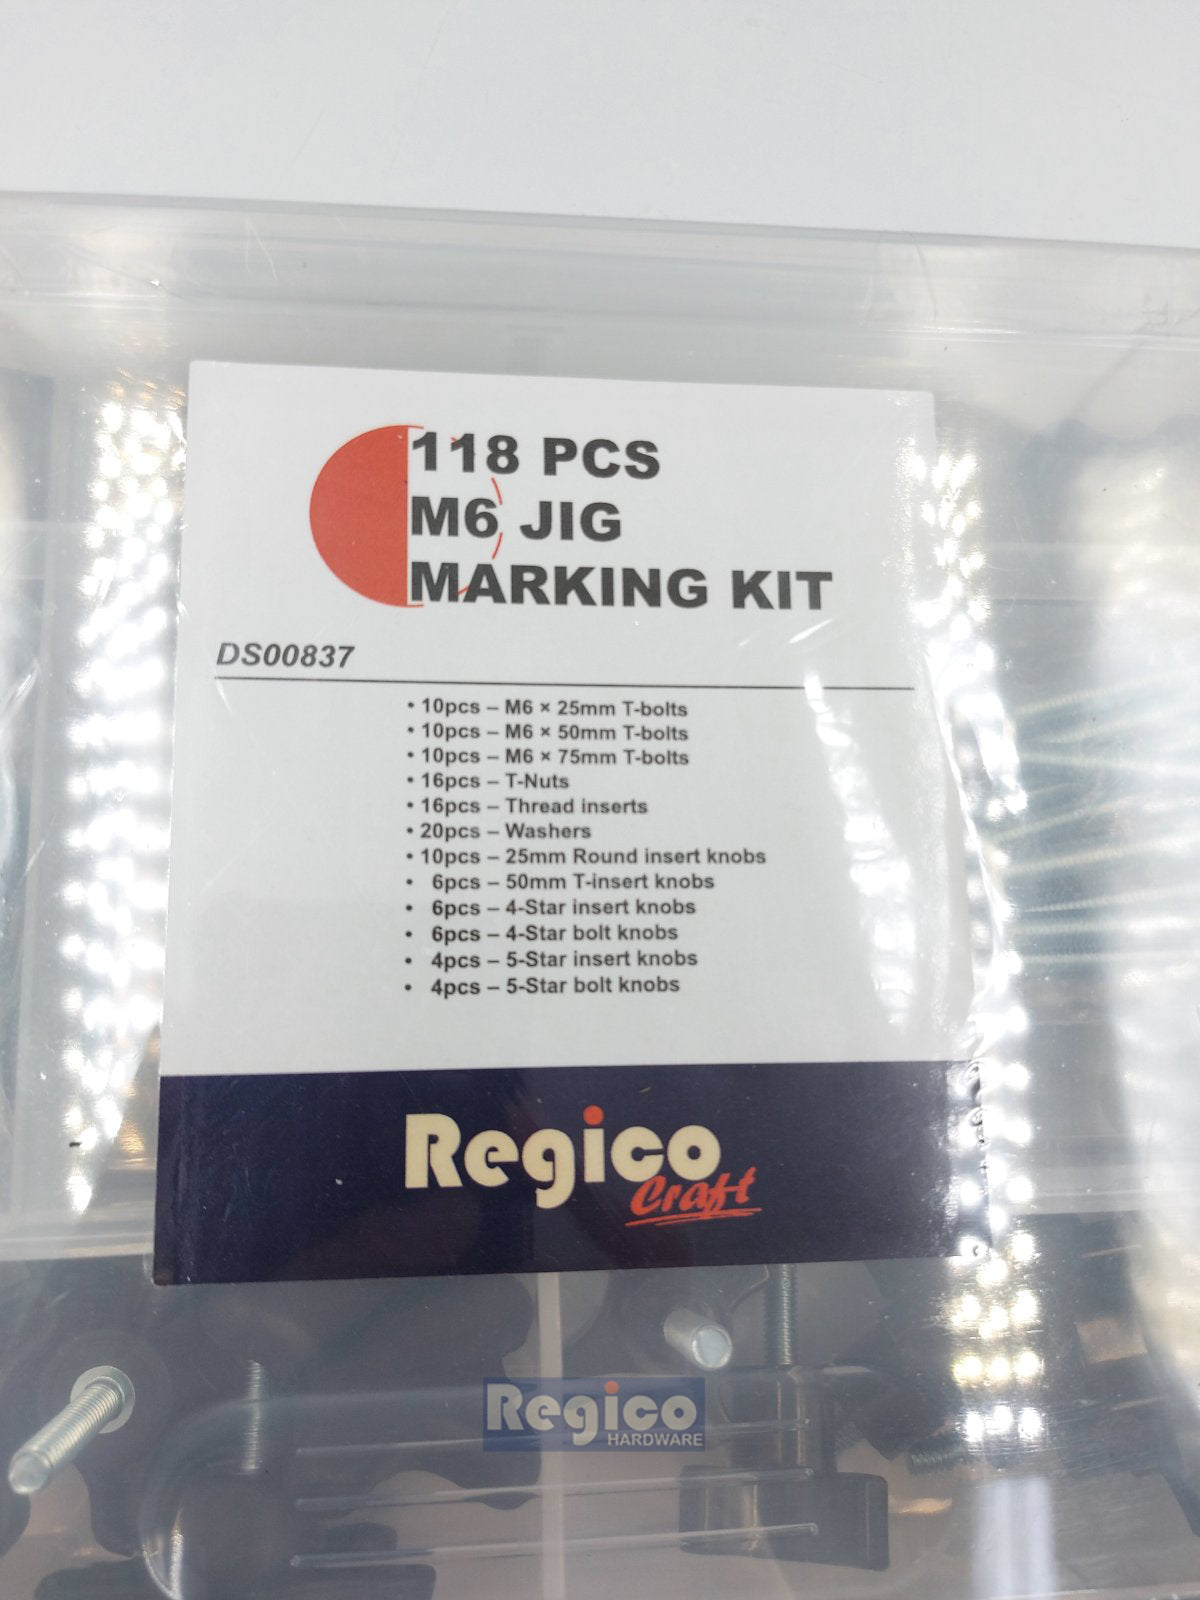 118 PCS
M6 JIG
MARKING KIT
DS00837
• 10pcs – M6 × 25mm T-bolts
• 10pcs – M6 × 50mm T-bolts
• 10pcs – M6 × 75mm T-bolts
• 16pcs – T-Nuts
• 16pcs – Thread inserts
• 20pcs – Washers
• 10pcs – 25mm Round insert knobs
• 6pcs – 50mm T-insert knobs
• 6pcs – 4-Star insert knobs
• 6pcs – 4-Star bolt knobs
• 4pcs – 5-Star insert knobs
• 4pcs – 5-Star bolt knobs
Regico
Craft
Regico
HARDWARE